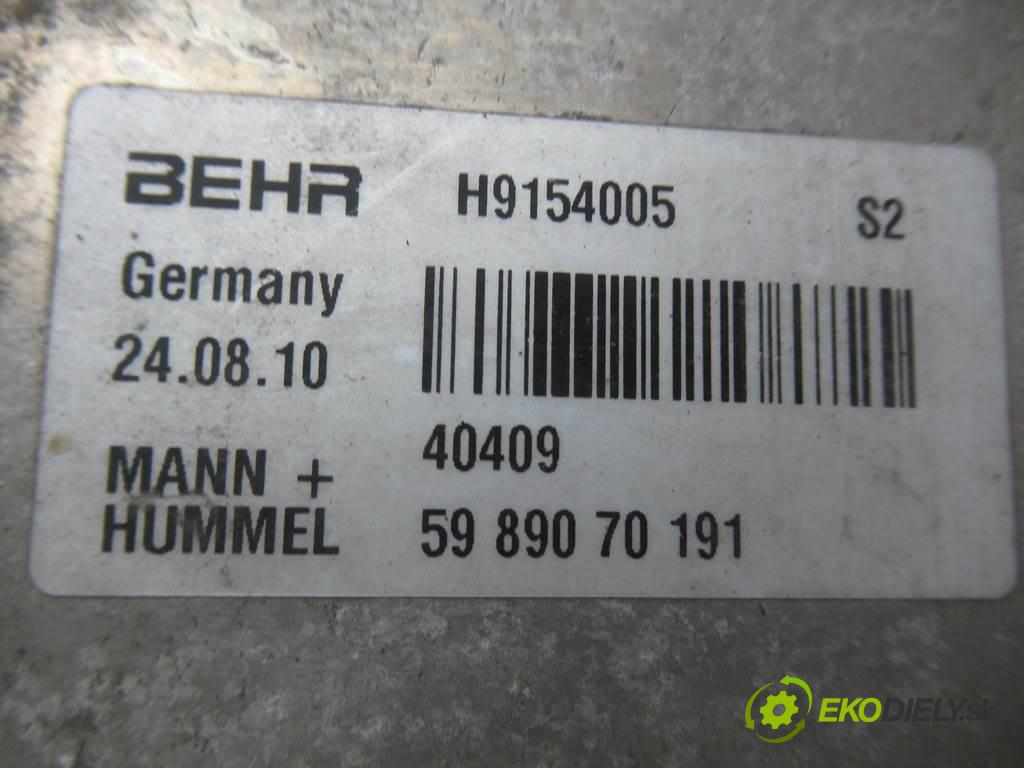 BEHR H9154005 S2
Germany
24.08.10
40409
MANN +
HUMMEL 59 890 70 191
EKODIELY.sk